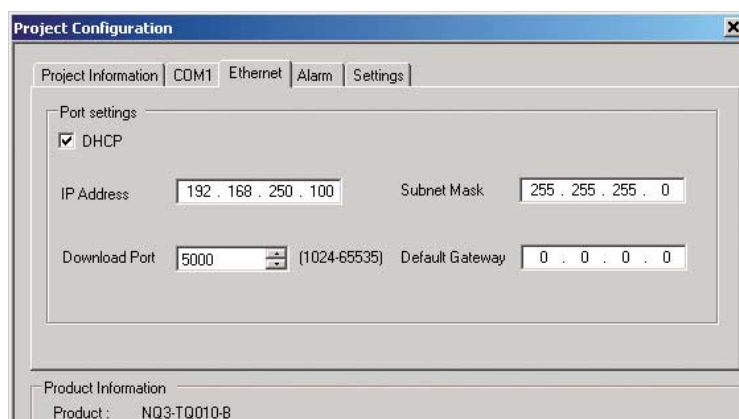 Project Configuration
Project Information COM1 Ethernet Alarm Settings
Port settings
DHCP
IP Address 192 . 168 . 250 . 100 Subnet Mask 255 . 255 . 255 . 0
Download Port 5000 (1024-65535) Default Gateway 0 . 0 . 0 . 0
Product Information
Product : NQ3-TQ010-B